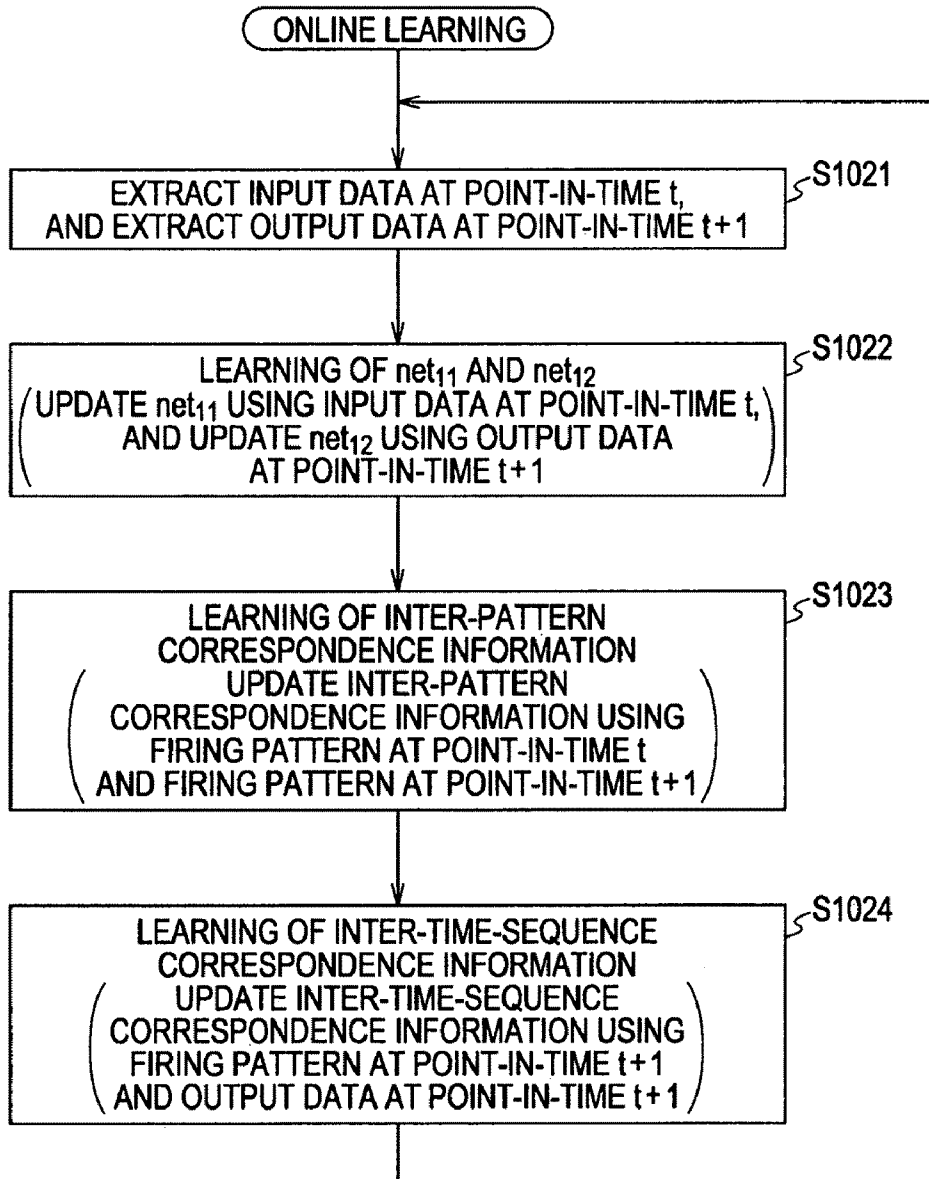 ONLINE LEARNING
S1021
EXTRACT INPUT DATA AT POINT-IN-TIME t,
AND EXTRACT OUTPUT DATA AT POINT-IN-TIME t+1
S1022
LEARNING OF net11 AND net12
(UPDATE net11 USING INPUT DATA AT POINT-IN-TIME t,
AND UPDATE net12 USING OUTPUT DATA
AT POINT-IN-TIME t+1)
S1023
LEARNING OF INTER-PATTERN
CORRESPONDENCE INFORMATION
(UPDATE INTER-PATTERN
CORRESPONDENCE INFORMATION USING
FIRING PATTERN AT POINT-IN-TIME t
AND FIRING PATTERN AT POINT-IN-TIME t+1)
S1024
LEARNING OF INTER-TIME-SEQUENCE
CORRESPONDENCE INFORMATION
(UPDATE INTER-TIME-SEQUENCE
CORRESPONDENCE INFORMATION USING
FIRING PATTERN AT POINT-IN-TIME t+1
AND OUTPUT DATA AT POINT-IN-TIME t+1)